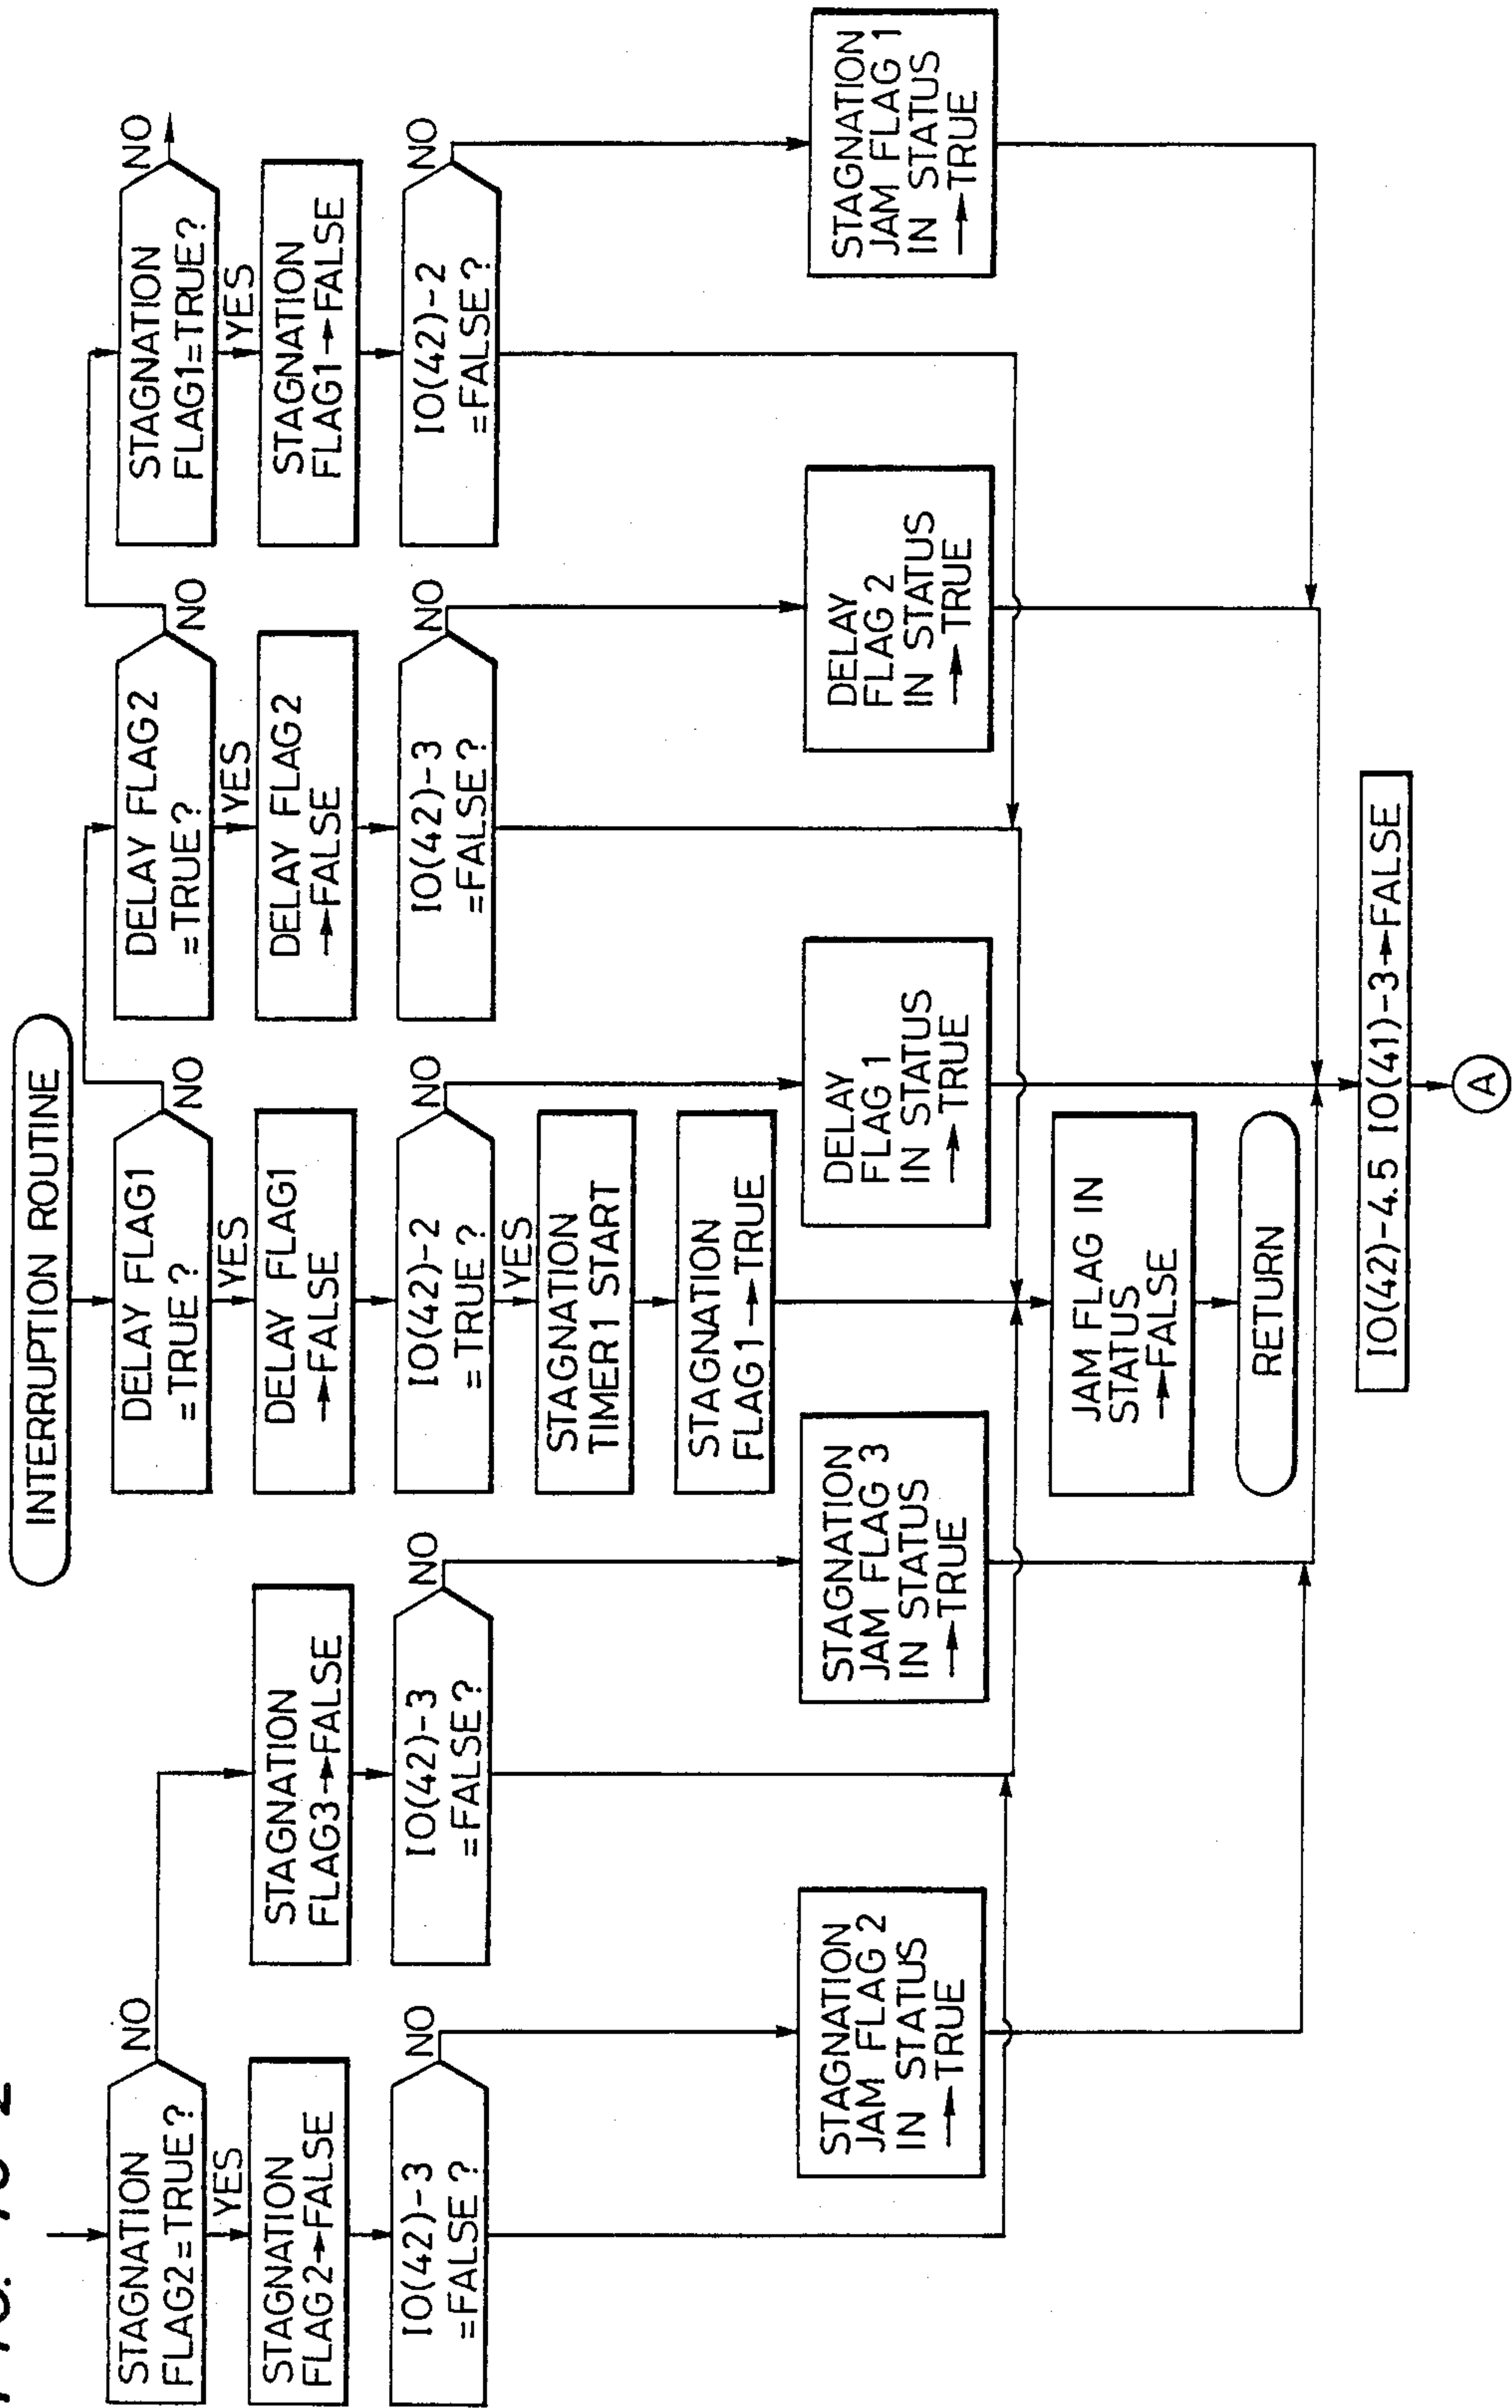 INTERRUPTION ROUTINE
STAGNATION
FLAG2=TRUE?
NO
YES
STAGNATION
FLAG2→FALSE
IO(42)-3
=FALSE?
NO
STAGNATION
JAM FLAG 2
IN STATUS
→TRUE
STAGNATION
FLAG3→FALSE
IO(42)-3
=FALSE?
NO
STAGNATION
JAM FLAG 3
IN STATUS
→TRUE
DELAY FLAG1
=TRUE?
NO
YES
DELAY FLAG1
→FALSE
IO(42)-2
=TRUE?
NO
YES
STAGNATION
TIMER1 START
STAGNATION
FLAG1→TRUE
DELAY
FLAG 1
IN STATUS
→TRUE
JAM FLAG IN
STATUS
→FALSE
RETURN
DELAY FLAG2
=TRUE?
NO
YES
DELAY FLAG2
→FALSE
IO(42)-3
=FALSE?
NO
DELAY
FLAG 2
IN STATUS
→TRUE
STAGNATION
FLAG1=TRUE?
NO
YES
STAGNATION
FLAG1→FALSE
IO(42)-2
=FALSE?
NO
STAGNATION
JAM FLAG 1
IN STATUS
→TRUE
IO(42)-4.5 IO(41)-3→FALSE
A